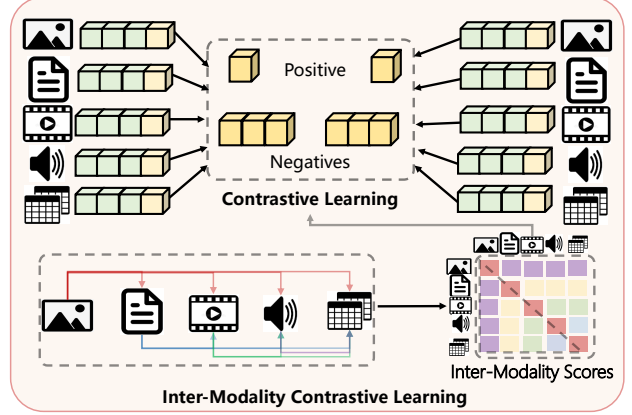 Positive
Negatives
Contrastive Learning
Inter-Modality Scores
Inter-Modality Contrastive Learning